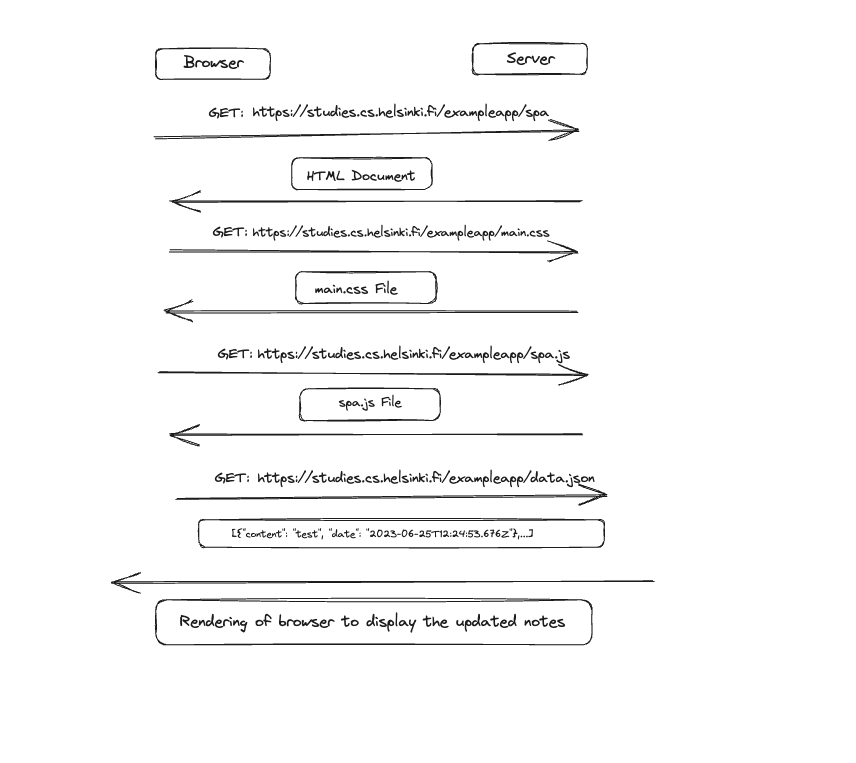 Browser
Server
GET: https://studies.cs.helsinki.fi/exampleapp/spa
HTML Document
GET: https://studies.cs.helsinki.fi/exampleapp/main.css
main.css File
GET: https://studies.cs.helsinki.fi/exampleapp/spa.js
spa.js File
GET: https://studies.cs.helsinki.fi/exampleapp/data.json
[{"content": "test", "date": "2023-06-25T12:24:53.676Z"},...]
Rendering of browser to display the updated notes